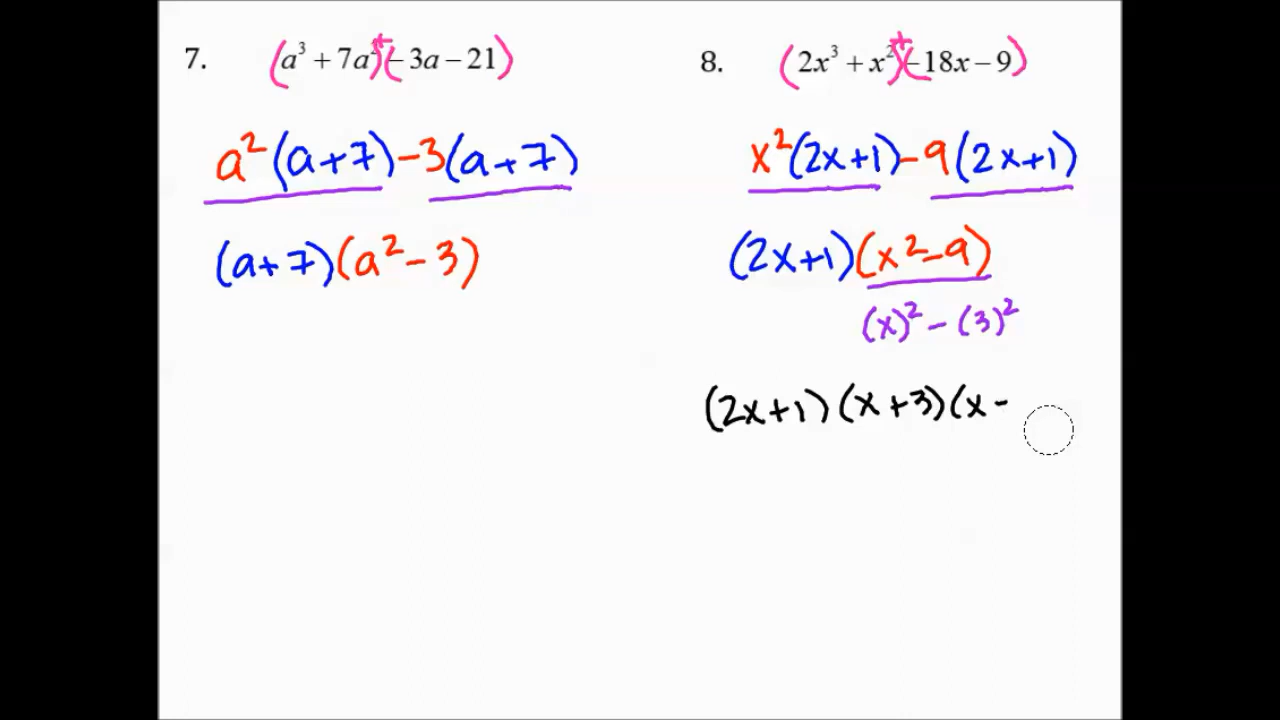 7. (a³ + 7a²)+(- 3a - 21)
a²(a+7)-3(a+7)
(a+7)(a²-3)
8. (2x³ + x²)+(-18x - 9)
x²(2x+1)-9(2x+1)
(2x+1)(x²-9)
(x)² - (3)²
(2x+1)(x+3)(x-